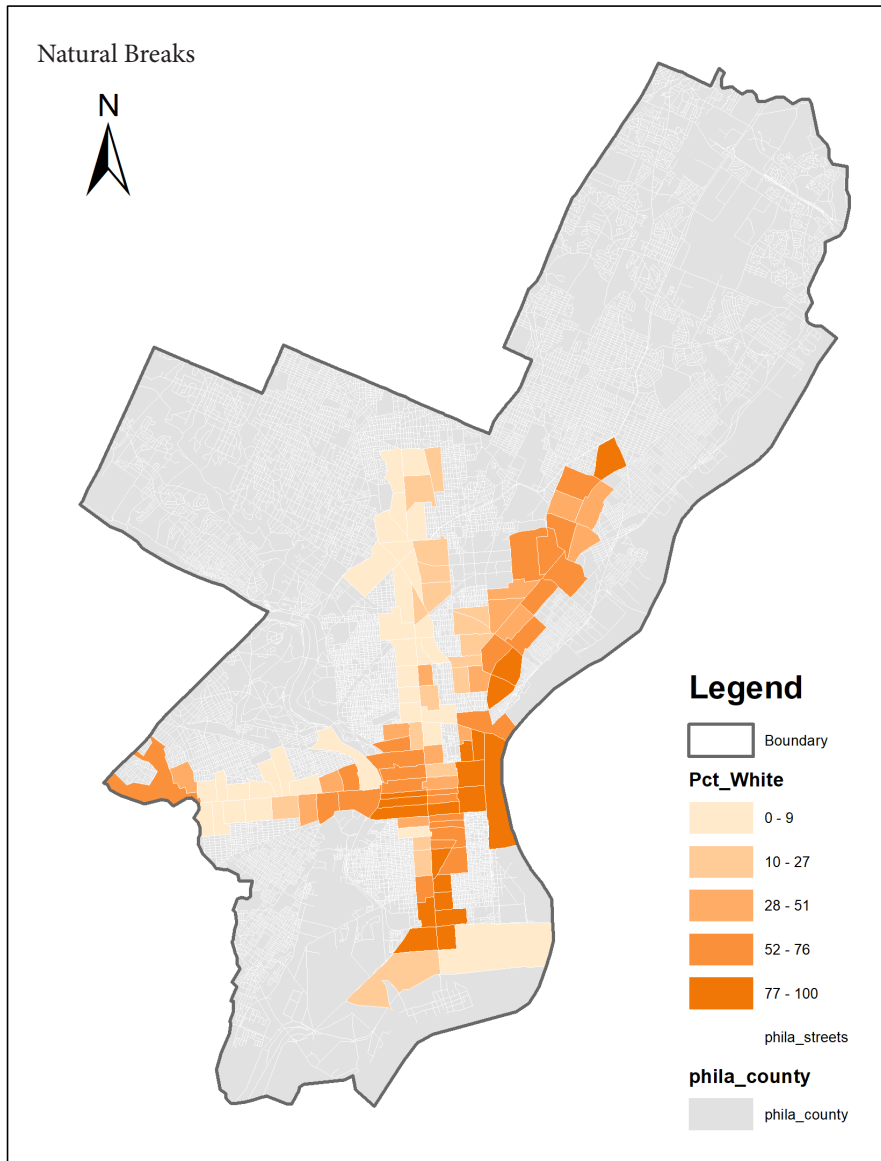 Natural Breaks
N
Legend
Boundary
Pct_White
0 - 9
10 - 27
28 - 51
52 - 76
77 - 100
phila_streets
phila_county
phila_county